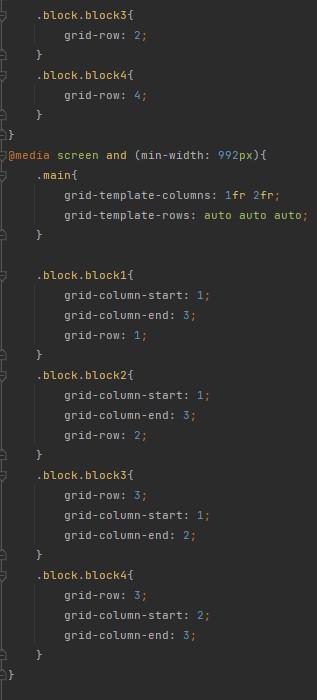 .block.block3{
grid-row: 2;
}
.block.block4{
grid-row: 4;
}
}
@media screen and (min-width: 992px){
.main{
grid-template-columns: 1fr 2fr;
grid-template-rows: auto auto auto;
}
.block.block1{
grid-column-start: 1;
grid-column-end: 3;
grid-row: 1;
}
.block.block2{
grid-column-start: 1;
grid-column-end: 3;
grid-row: 2;
}
.block.block3{
grid-row: 3;
grid-column-start: 1;
grid-column-end: 2;
}
.block.block4{
grid-row: 3;
grid-column-start: 2;
grid-column-end: 3;
}
}